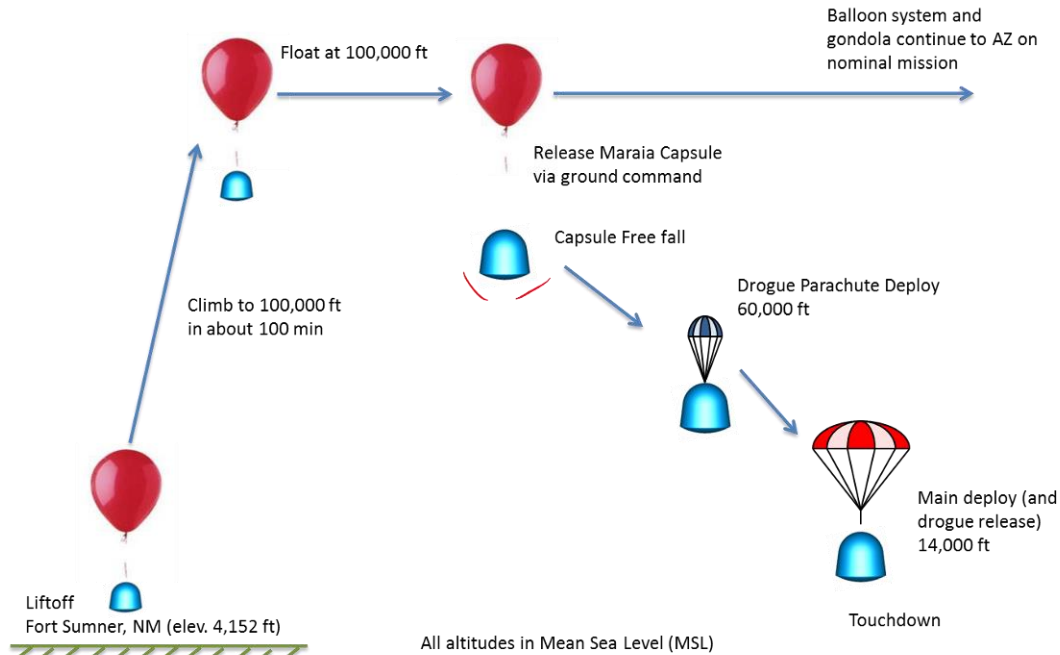 Balloon system and
gondola continue to AZ on
nominal mission
Float at 100,000 ft
Release Maraia Capsule
via ground command
Capsule Free fall
Drogue Parachute Deploy
60,000 ft
Climb to 100,000 ft
in about 100 min
Main deploy (and
drogue release)
14,000 ft
Liftoff
Fort Sumner, NM (elev. 4,152 ft)
Touchdown
All altitudes in Mean Sea Level (MSL)